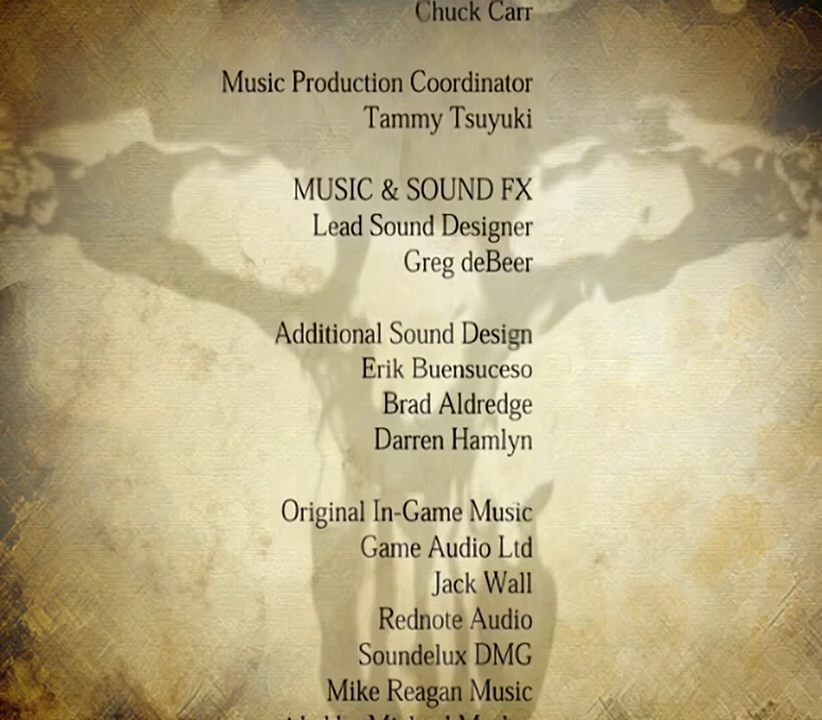 Chuck Carr
Music Production Coordinator
Tammy Tsuyuki
MUSIC & SOUND FX
Lead Sound Designer
Greg deBeer
Additional Sound Design
Erik Buensuceso
Brad Aldredge
Darren Hamlyn
Original In-Game Music
Game Audio Ltd
Jack Wall
Rednote Audio
Soundelux DMG
Mike Reagan Music